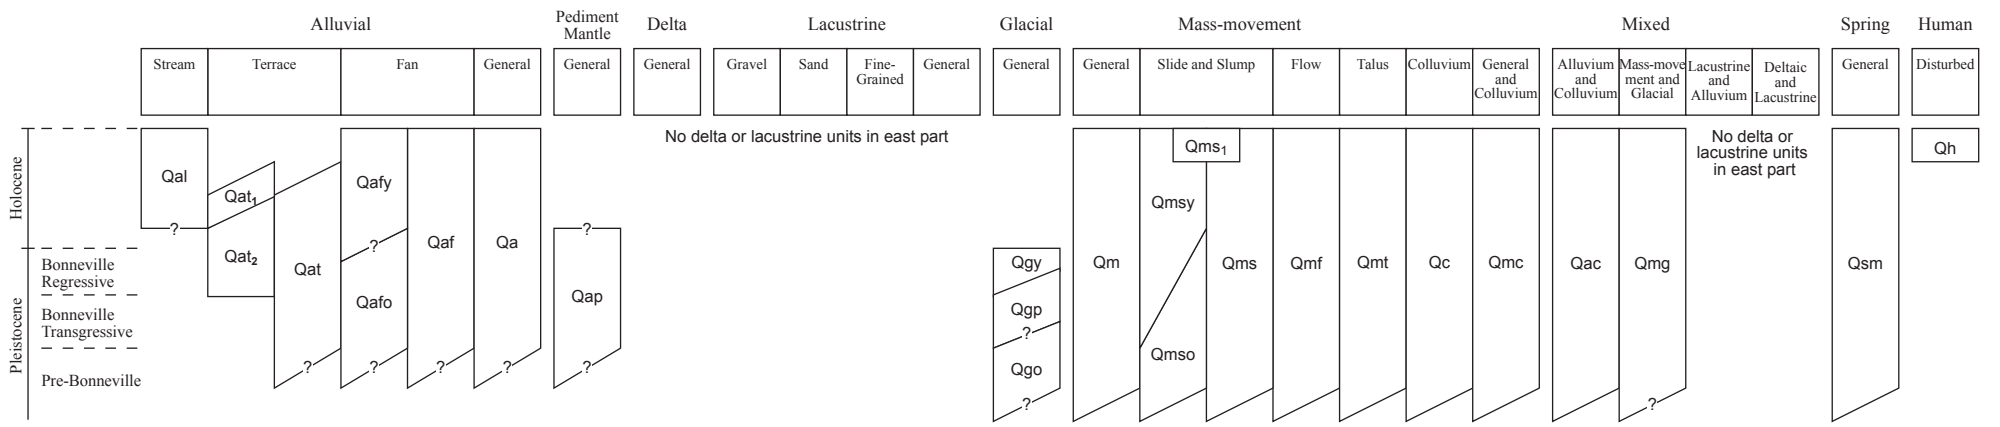 Alluvial
Pediment
Mantle
Delta
Lacustrine
Glacial
Mass-movement
Mixed
Spring
Human
Stream
Terrace
Fan
General
General
General
Gravel
Sand
Fine-
Grained
General
General
General
Slide and Slump
Flow
Talus
Colluvium
General
and
Colluvium
Alluvium
and
Colluvium
Mass-move
ment and
Glacial
Lacustrine
and
Alluvium
Deltaic
and
Lacustrine
General
Disturbed
Holocene
Pleistocene
Bonneville
Regressive
Bonneville
Transgressive
Pre-Bonneville
Qal
?
Qat1
Qat2
Qat
?
Qafy
?
Qafo
?
Qaf
?
Qa
?
?
Qap
?
No delta or lacustrine units in east part
Qgy
Qgp
?
Qgo
?
Qm
Qms1
Qmsy
Qmso
Qms
Qmf
Qmt
Qc
Qmc
Qac
Qmg
?
No delta or
lacustrine units
in east part
Qsm
Qh